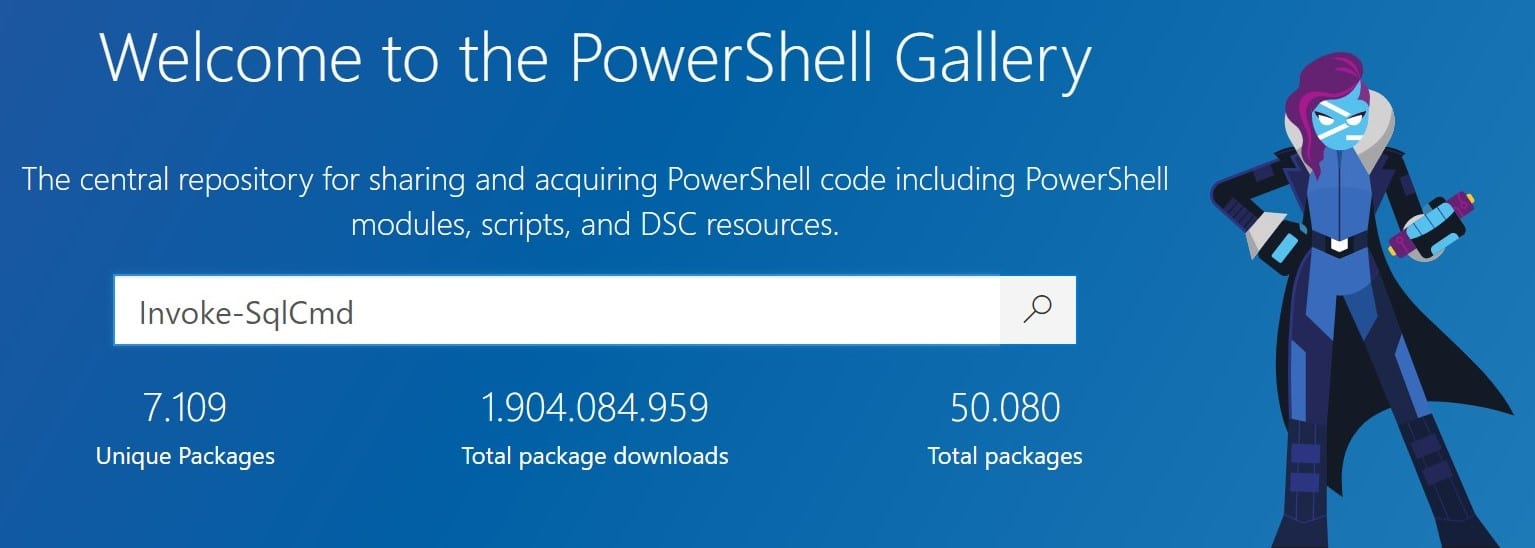 Welcome to the PowerShell Gallery
The central repository for sharing and acquiring PowerShell code including PowerShell
modules, scripts, and DSC resources.
Invoke-SqlCmd
7.109
Unique Packages
1.904.084.959
Total package downloads
50.080
Total packages